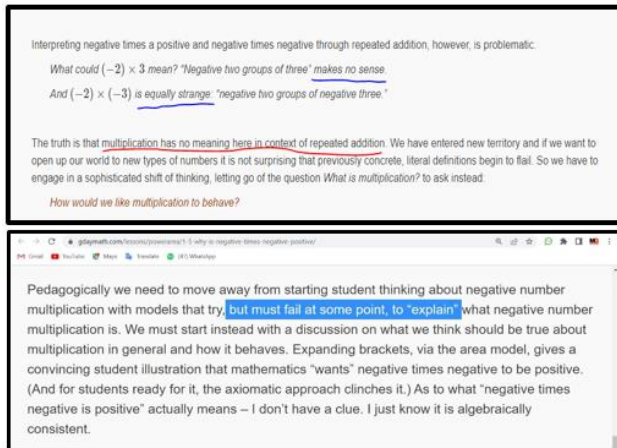 Interpreting negative times a positive and negative times negative through repeated addition, however, is problematic.
What could (−2) × 3 mean? “Negative two groups of three” makes no sense.
And (−2) × (−3) is equally strange: “negative two groups of negative three.”
The truth is that multiplication has no meaning here in context of repeated addition. We have entered new territory and if we want to
open up our world to new types of numbers it is not surprising that previously concrete, literal definitions begin to flail. So we have to
engage in a sophisticated shift of thinking, letting go of the question What is multiplication? to ask instead:
How would we like multiplication to behave?
gdaymath.com/lessons/powerarea/1-5-why-is-negative-times-negative-positive/
Gmail YouTube Maps Translate (41) WhatsApp
Pedagogically we need to move away from starting student thinking about negative number
multiplication with models that try, but must fail at some point, to “explain” what negative number
multiplication is. We must start instead with a discussion on what we think should be true about
multiplication in general and how it behaves. Expanding brackets, via the area model, gives a
convincing student illustration that mathematics “wants” negative times negative to be positive.
(And for students ready for it, the axiomatic approach clinches it.) As to what “negative times
negative is positive” actually means – I don’t have a clue. I just know it is algebraically
consistent.